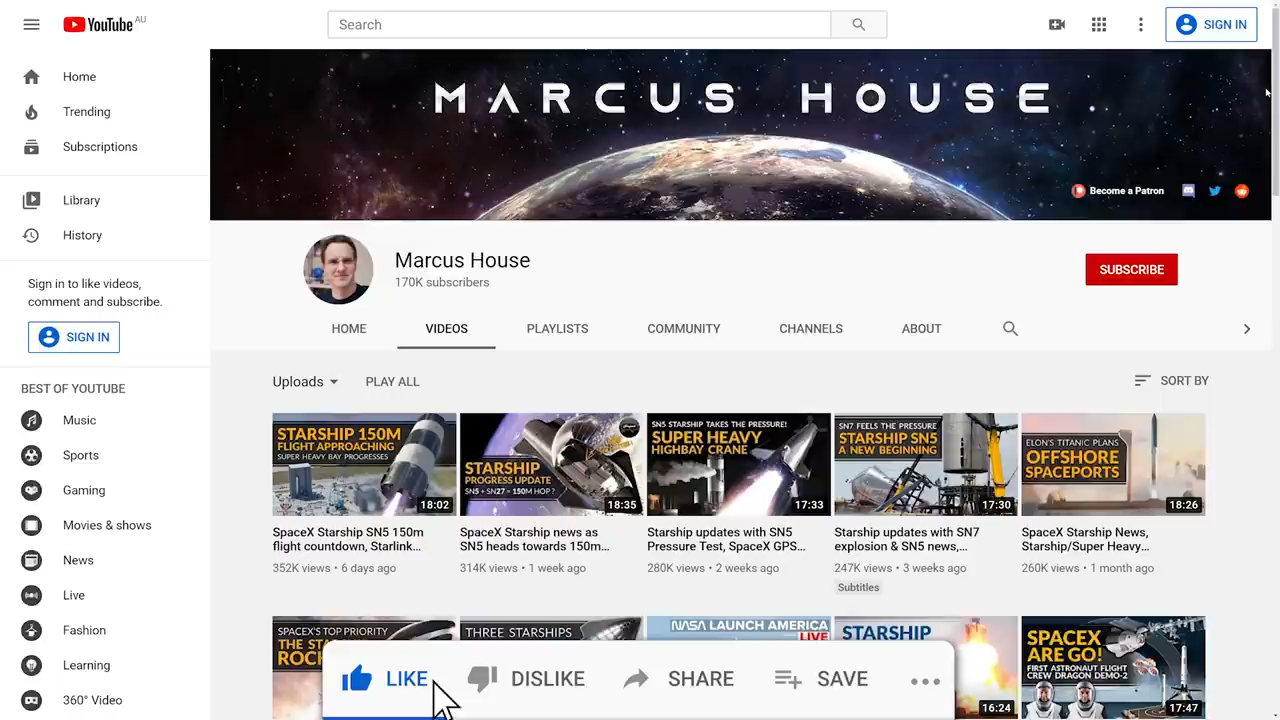 YouTube AU
Search
SIGN IN
Home
Trending
Subscriptions
Library
History
Sign in to like videos,
comment and subscribe.
SIGN IN
BEST OF YOUTUBE
Music
Sports
Gaming
Movies & shows
News
Live
Fashion
Learning
360° Video
MARCUS HOUSE
Become a Patron
Marcus House
170K subscribers
SUBSCRIBE
HOME
VIDEOS
PLAYLISTS
COMMUNITY
CHANNELS
ABOUT
Uploads
PLAY ALL
SORT BY
STARSHIP 150M
FLIGHT APPROACHING
SUPER HEAVY BAY PROGRESSES
18:02
SpaceX Starship SN5 150m
flight countdown, Starlink...
352K views • 6 days ago
STARSHIP
PROGRESS UPDATE
SN5 + SN27 = 150M HOP ?
18:35
SpaceX Starship news as
SN5 heads towards 150m...
314K views • 1 week ago
SN5 STARSHIP TAKES THE PRESSURE!
SUPER HEAVY
HIGHBAY CRANE
17:33
Starship updates with SN5
Pressure Test, SpaceX GPS...
280K views • 2 weeks ago
SN7 FEELS THE PRESSURE
STARSHIP SN5
A NEW BEGINNING
17:30
Starship updates with SN7
explosion & SN5 news,...
247K views • 3 weeks ago
Subtitles
ELON'S TITANIC PLANS
OFFSHORE
SPACEPORTS
18:26
SpaceX Starship News,
Starship/Super Heavy...
260K views • 1 month ago
SPACEX'S TOP PRIORITY
THREE STARSHIPS
NASA LAUNCH AMERICA
LIVE
STARSHIP
16:24
SPACEX
ARE GO!
FIRST ASTRONAUT FLIGHT
CREW DRAGON DEMO-2
17:47
LIKE
DISLIKE
SHARE
SAVE